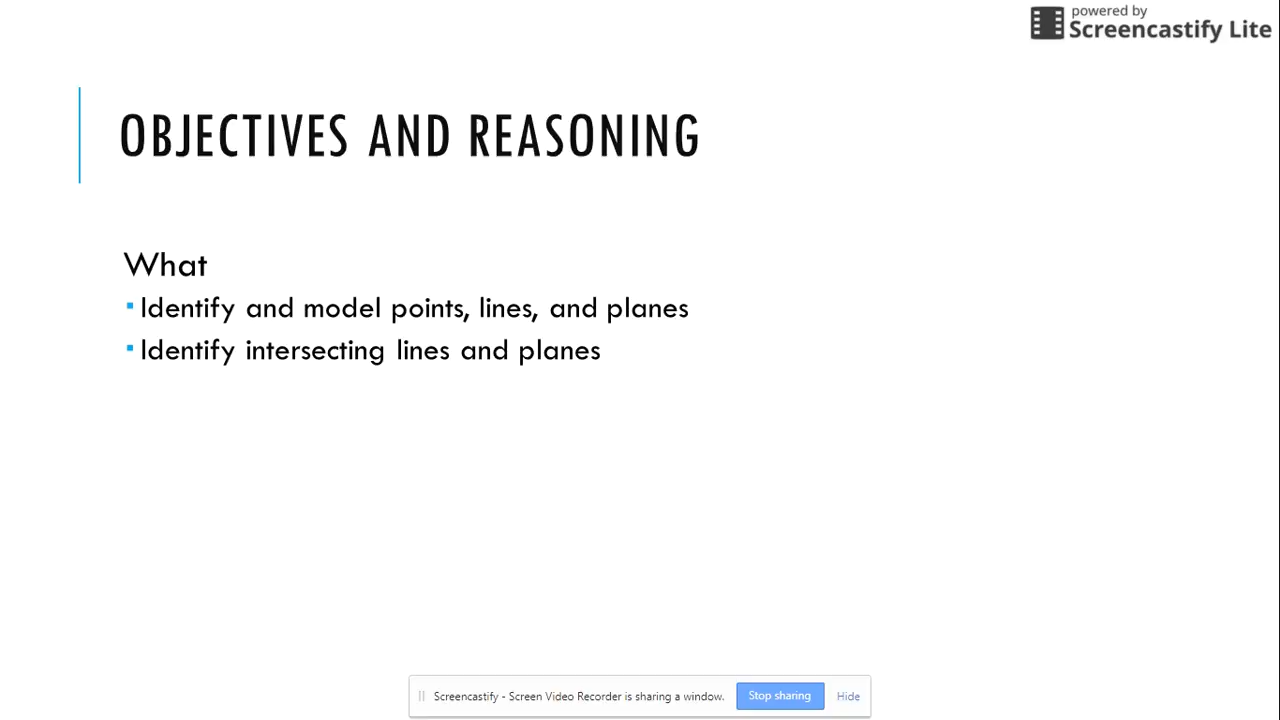 powered by
Screencastify Lite
OBJECTIVES AND REASONING
What
Identify and model points, lines, and planes
Identify intersecting lines and planes
Screencastify - Screen Video Recorder is sharing a window. Stop sharing Hide